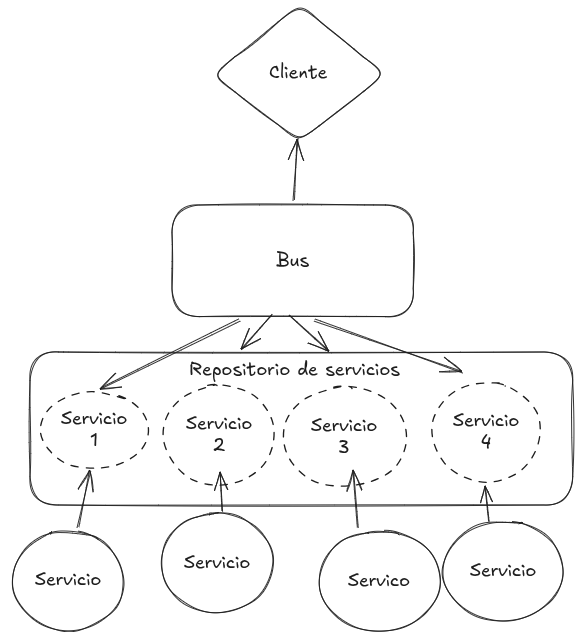 Cliente
Bus
Repositorio de servicios
Servicio
1
Servicio
2
Servicio
3
Servicio
4
Servicio
Servicio
Servico
Servicio